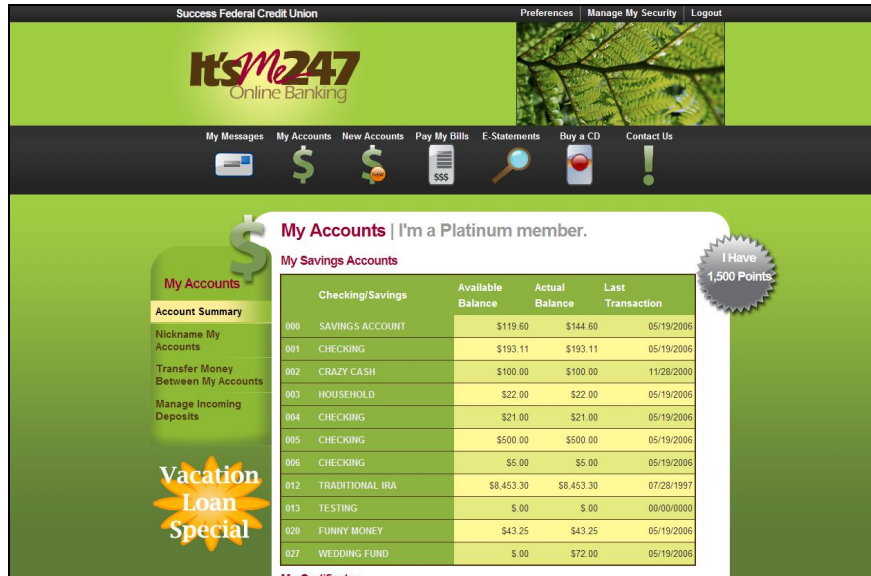 Success Federal Credit Union
Preferences Manage My Security Logout
It'sMe247
Online Banking
My Messages My Accounts New Accounts Pay My Bills E-Statements Buy a CD Contact Us
New
$$$
My Accounts | I'm a Platinum member.
I Have
1,500 Points
My Savings Accounts
My Accounts
Account Summary
Nickname My
Accounts
Transfer Money
Between My Accounts
Manage Incoming
Deposits
Vacation
Loan
Special
Checking/Savings Available Balance Actual Balance Last Transaction
000 SAVINGS ACCOUNT $119.60 $144.60 05/19/2006
001 CHECKING $193.11 $193.11 05/19/2006
002 CRAZY CASH $100.00 $100.00 11/28/2000
003 HOUSEHOLD $22.00 $22.00 05/19/2006
004 CHECKING $21.00 $21.00 05/19/2006
005 CHECKING $500.00 $500.00 05/19/2006
006 CHECKING $5.00 $5.00 05/19/2006
012 TRADITIONAL IRA $8,453.30 $8,453.30 07/28/1997
013 TESTING $.00 $.00 00/00/0000
020 FUNNY MONEY $43.25 $43.25 05/19/2006
027 WEDDING FUND $.00 $72.00 05/19/2006